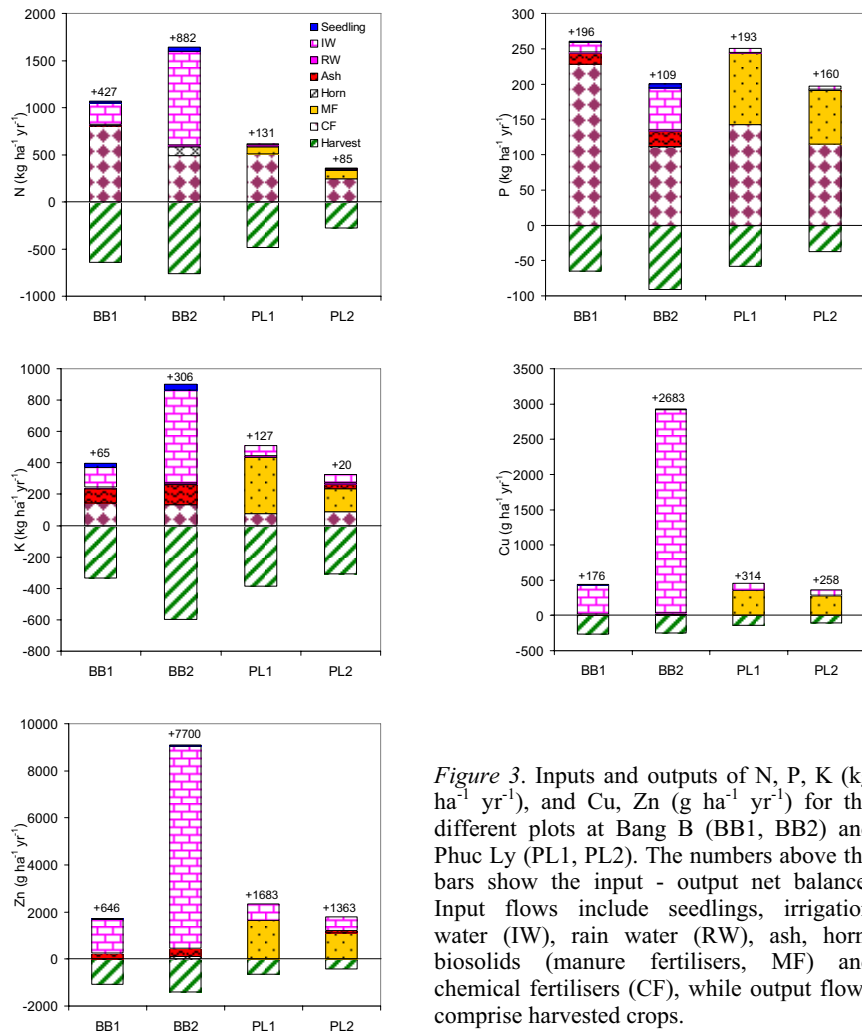 2000
1500
1000
500
0
-500
-1000
N (kg ha⁻¹ yr⁻¹)
+427
+882
+131
+85
BB1 BB2 PL1 PL2
Seedling
IW
RW
Ash
Horn
MF
CF
Harvest
300
250
200
150
100
50
0
-50
-100
P (kg ha⁻¹ yr⁻¹)
+196
+109
+193
+160
BB1 BB2 PL1 PL2
1000
800
600
400
200
0
-200
-400
-600
-800
K (kg ha⁻¹ yr⁻¹)
+65
+306
+127
+20
BB1 BB2 PL1 PL2
3500
3000
2500
2000
1500
1000
500
0
-500
Cu (g ha⁻¹ yr⁻¹)
+176
+2683
+314
+258
BB1 BB2 PL1 PL2
10000
8000
6000
4000
2000
0
-2000
Zn (g ha⁻¹ yr⁻¹)
+646
+7700
+1683
+1363
BB1 BB2 PL1 PL2
Figure 3. Inputs and outputs of N, P, K (k
ha⁻¹ yr⁻¹), and Cu, Zn (g ha⁻¹ yr⁻¹) for th
different plots at Bang B (BB1, BB2) an
Phuc Ly (PL1, PL2). The numbers above th
bars show the input - output net balance
Input flows include seedlings, irrigation
water (IW), rain water (RW), ash, horn
biosolids (manure fertilisers, MF) an
chemical fertilisers (CF), while output flow
comprise harvested crops.